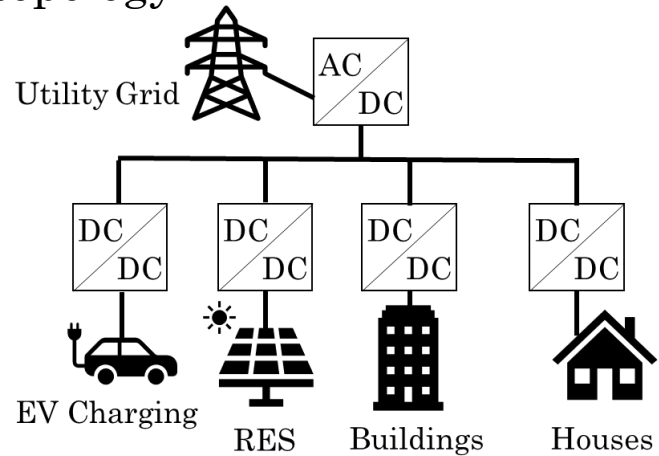 Utility Grid
AC
DC
DC
DC
DC
DC
DC
DC
DC
DC
EV Charging
RES
Buildings
Houses